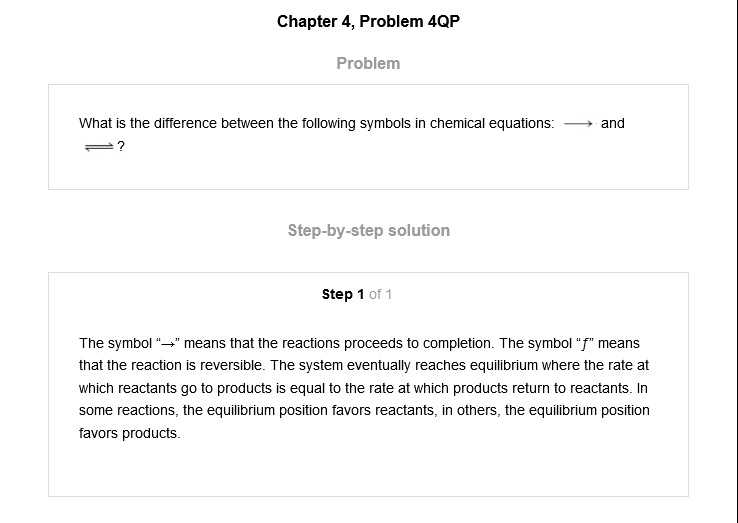 Chapter 4, Problem 4QP
Problem
What is the difference between the following symbols in chemical equations: ⟶ and
⇌ ?
Step-by-step solution
Step 1 of 1
The symbol “→” means that the reactions proceeds to completion. The symbol “ƒ” means
that the reaction is reversible. The system eventually reaches equilibrium where the rate at
which reactants go to products is equal to the rate at which products return to reactants. In
some reactions, the equilibrium position favors reactants, in others, the equilibrium position
favors products.